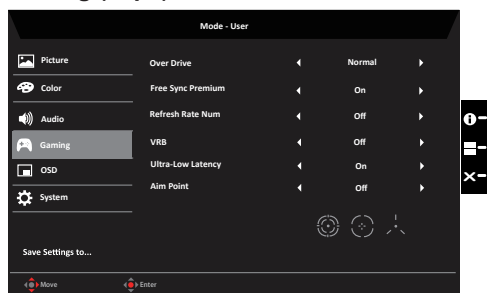 Mode - User
Picture
Over Drive Normal
Color
Free Sync Premium On
Audio
Refresh Rate Num Off
Gaming
VRB Off
OSD
Ultra-Low Latency On
System
Aim Point Off
Save Settings to...
Move Enter